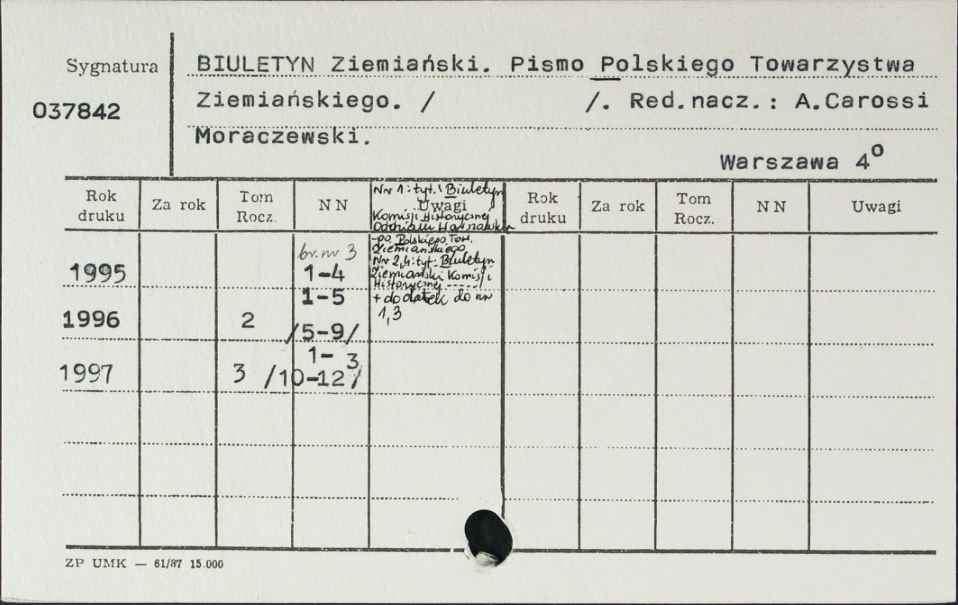 Sygnatura
037842
BIULETYN Ziemiański. Pismo Polskiego Towarzystwa
Ziemiańskiego. / /. Red.nacz.: A.Carossi
Moraczewski.
Warszawa 4º
Rok druku Za rok Tom Rocz. NN Uwagi Rok druku Za rok Tom Rocz. NN Uwagi
Nr 1: tyt.: Biuletyn
Komisji Historycznej
Oddziału Warszawskie
-go Polskiego Tow.
Ziemiańskiego
Nr 2,4: tyt. Biuletyn
Ziemiański Komisji
Historycznej -----
+ dodatek do nr
1,3
br. nr 3
1995 1-4
1-5
1996 2 /5-9/
1- 3
1997 3 /10-12/
ZP UMK — 61/87 15.000